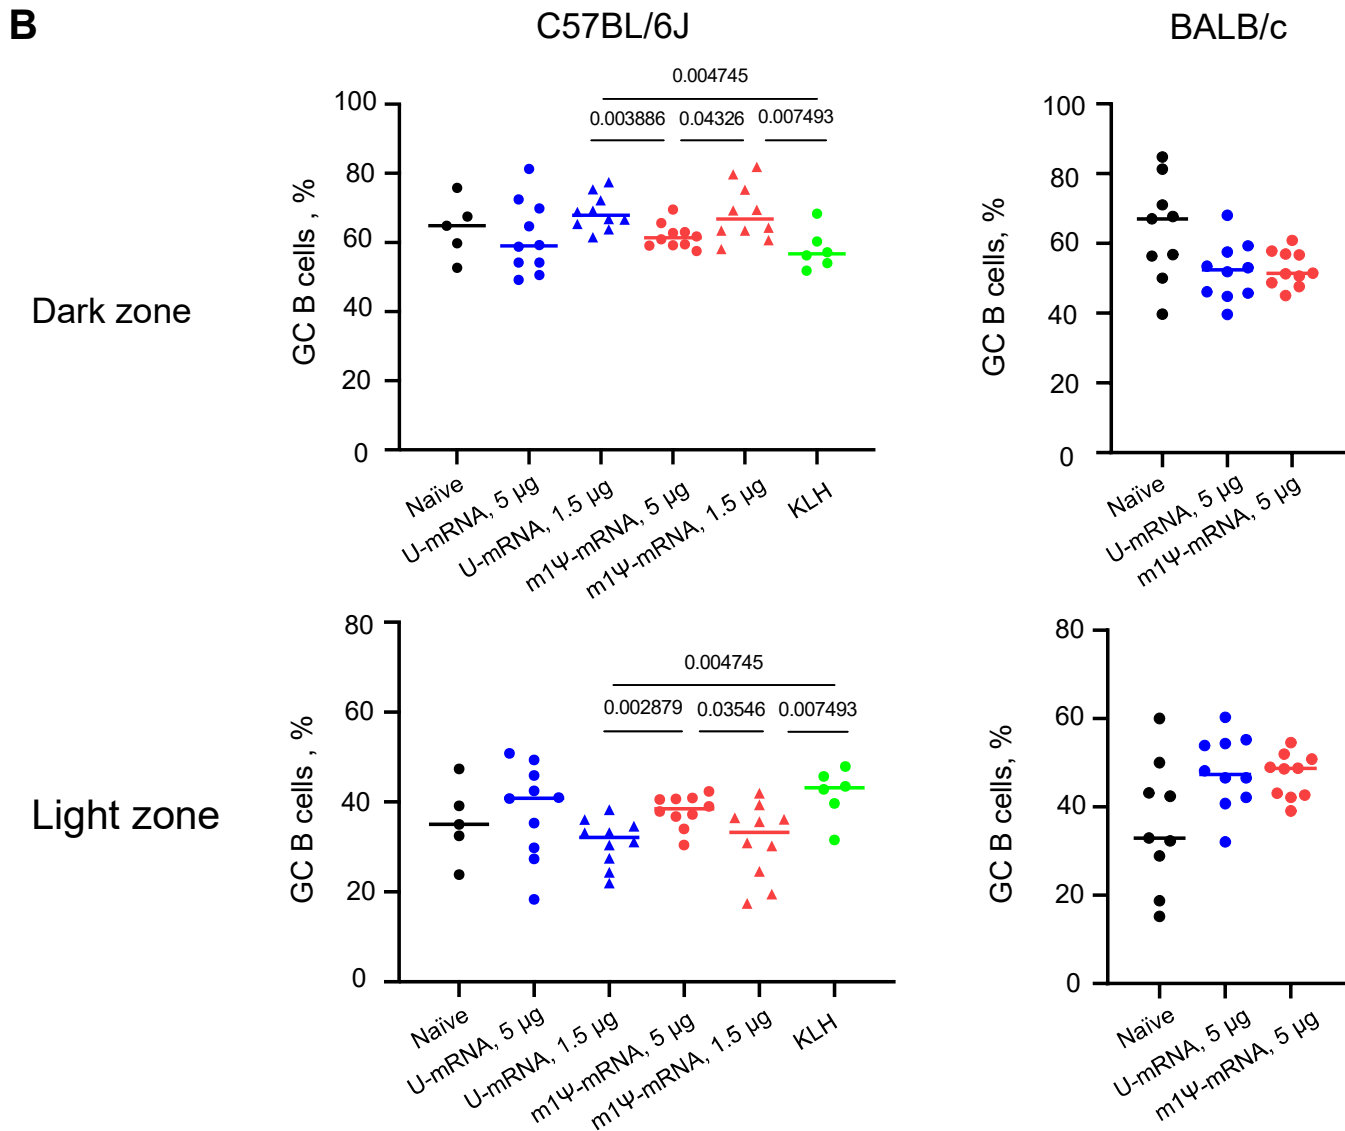 B
C57BL/6J
BALB/c
Dark zone
GC B cells, %
100
80
60
40
20
0
0.004745
0.003886
0.04326
0.007493
Naïve
U-mRNA, 5 µg
U-mRNA, 1.5 µg
m1Ψ-mRNA, 5 µg
m1Ψ-mRNA, 1.5 µg
KLH
GC B cells, %
100
80
60
40
20
0
Naïve
U-mRNA, 5 µg
m1Ψ-mRNA, 5 µg
Light zone
GC B cells, %
80
60
40
20
0
0.004745
0.002879
0.03546
0.007493
Naïve
U-mRNA, 5 µg
U-mRNA, 1.5 µg
m1Ψ-mRNA, 5 µg
m1Ψ-mRNA, 1.5 µg
KLH
GC B cells, %
80
60
40
20
0
Naïve
U-mRNA, 5 µg
m1Ψ-mRNA, 5 µg